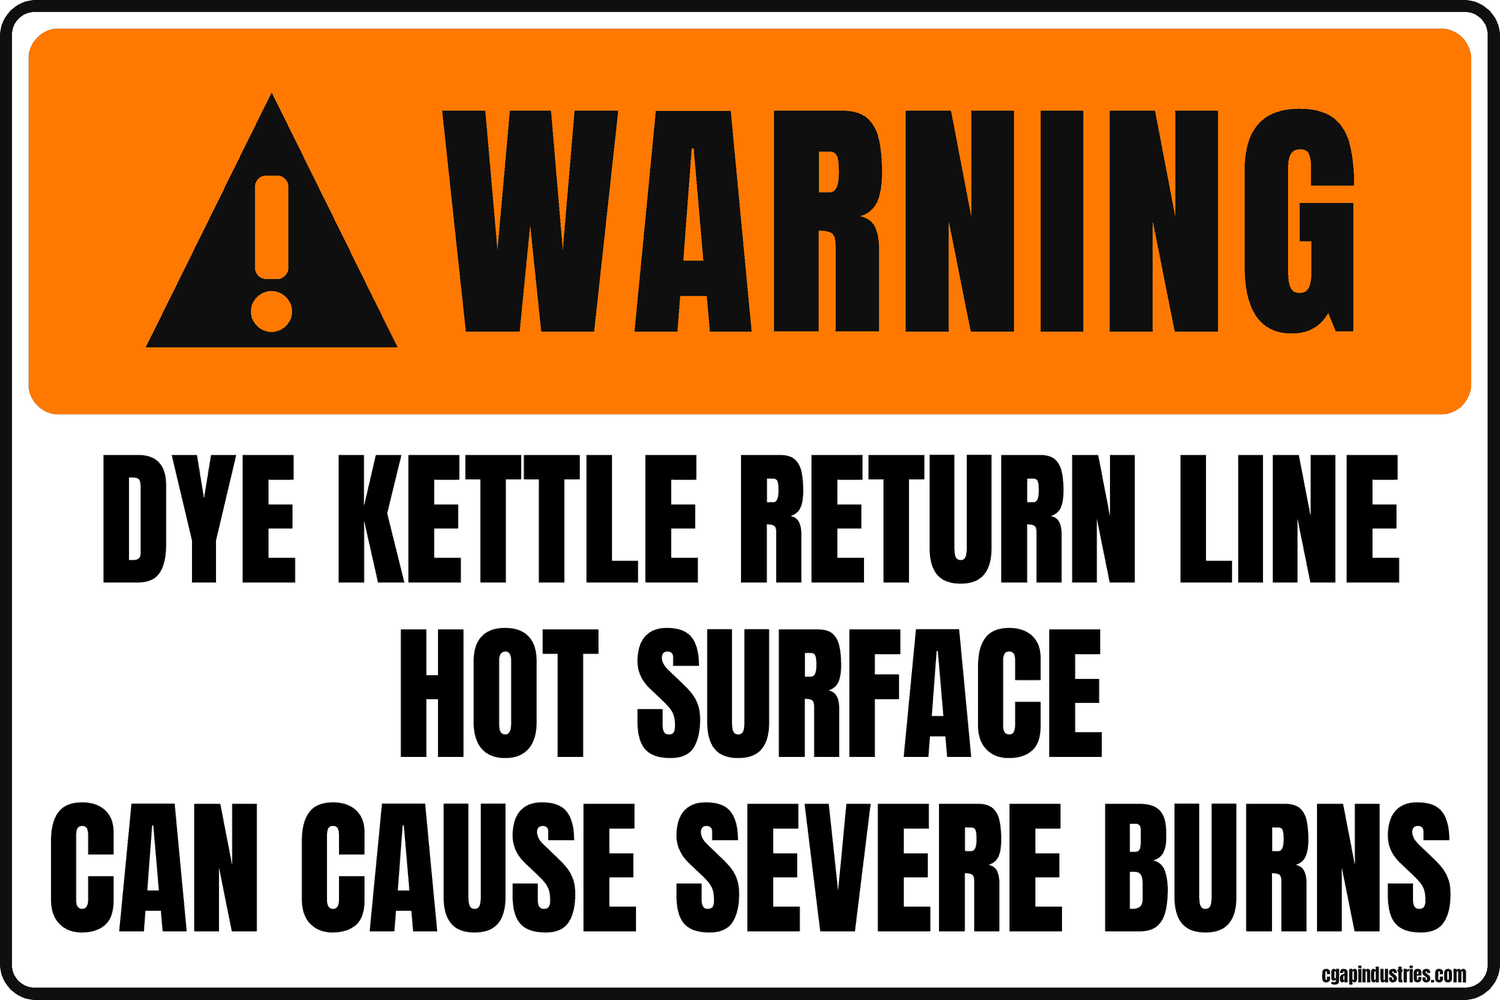 WARNING
DYE KETTLE RETURN LINE
HOT SURFACE
CAN CAUSE SEVERE BURNS
cgapindustries.com